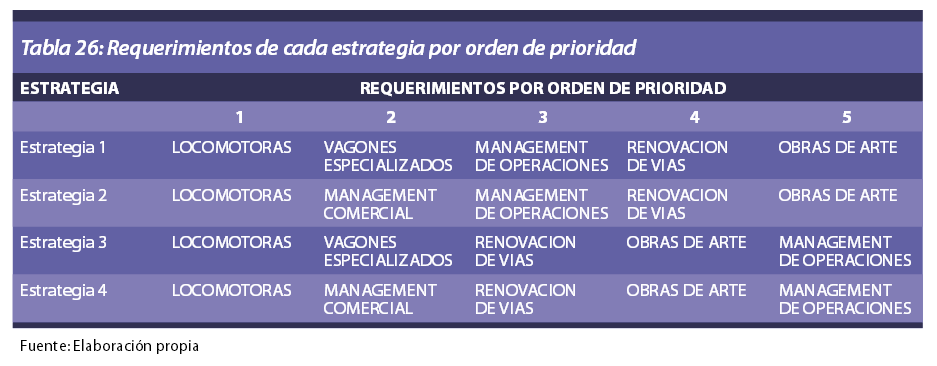 Tabla 26: Requerimientos de cada estrategia por orden de prioridad
ESTRATEGIA REQUERIMIENTOS POR ORDEN DE PRIORIDAD
1 2 3 4 5
Estrategia 1 LOCOMOTORAS VAGONES MANAGEMENT RENOVACION OBRAS DE ARTE
ESPECIALIZADOS DE OPERACIONES DE VIAS
Estrategia 2 LOCOMOTORAS MANAGEMENT MANAGEMENT RENOVACION OBRAS DE ARTE
COMERCIAL DE OPERACIONES DE VIAS
Estrategia 3 LOCOMOTORAS VAGONES RENOVACION OBRAS DE ARTE MANAGEMENT
ESPECIALIZADOS DE VIAS DE OPERACIONES
Estrategia 4 LOCOMOTORAS MANAGEMENT RENOVACION OBRAS DE ARTE MANAGEMENT
COMERCIAL DE VIAS DE OPERACIONES
Fuente: Elaboración propia